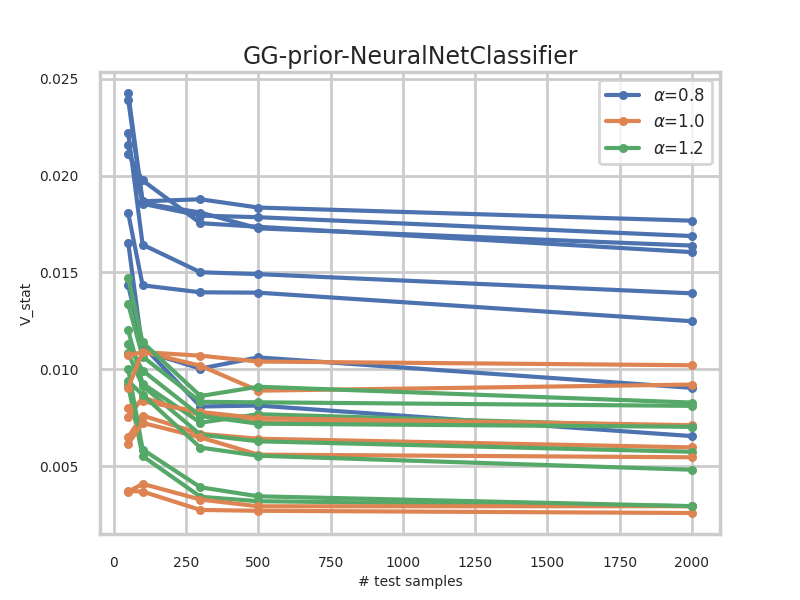 GG-prior-NeuralNetClassifier
α=0.8
α=1.0
α=1.2
V_stat
0.025
0.020
0.015
0.010
0.005
0 250 500 750 1000 1250 1500 1750 2000
# test samples